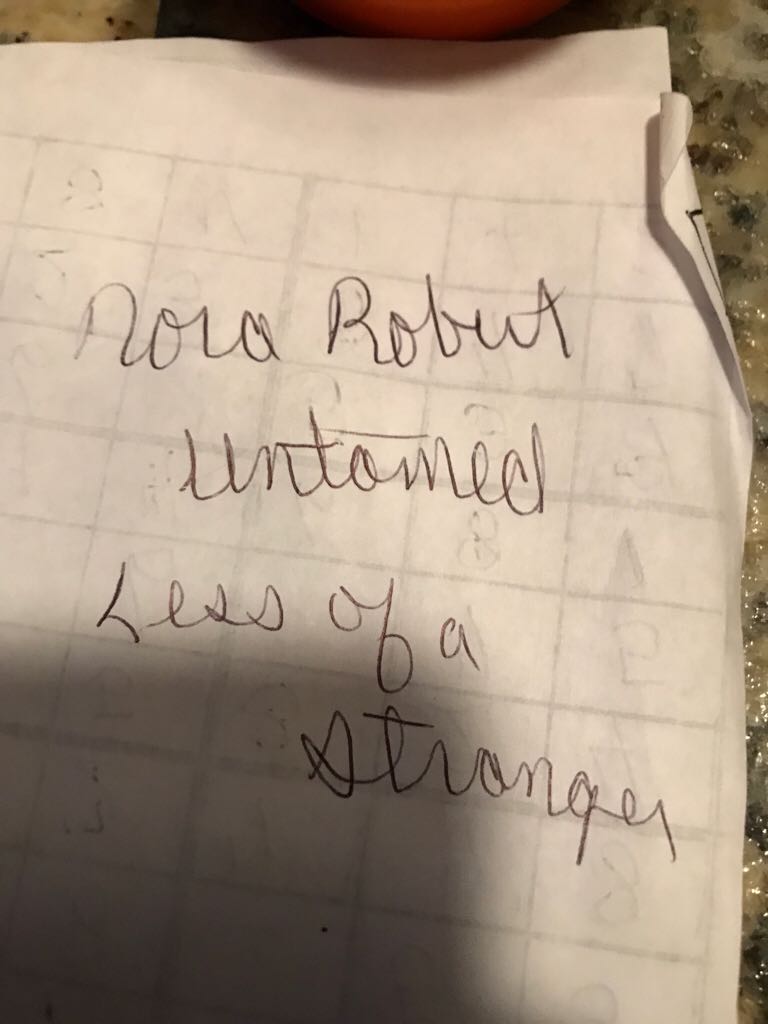 Nora Robert
Untamed
Less of a
Stranger